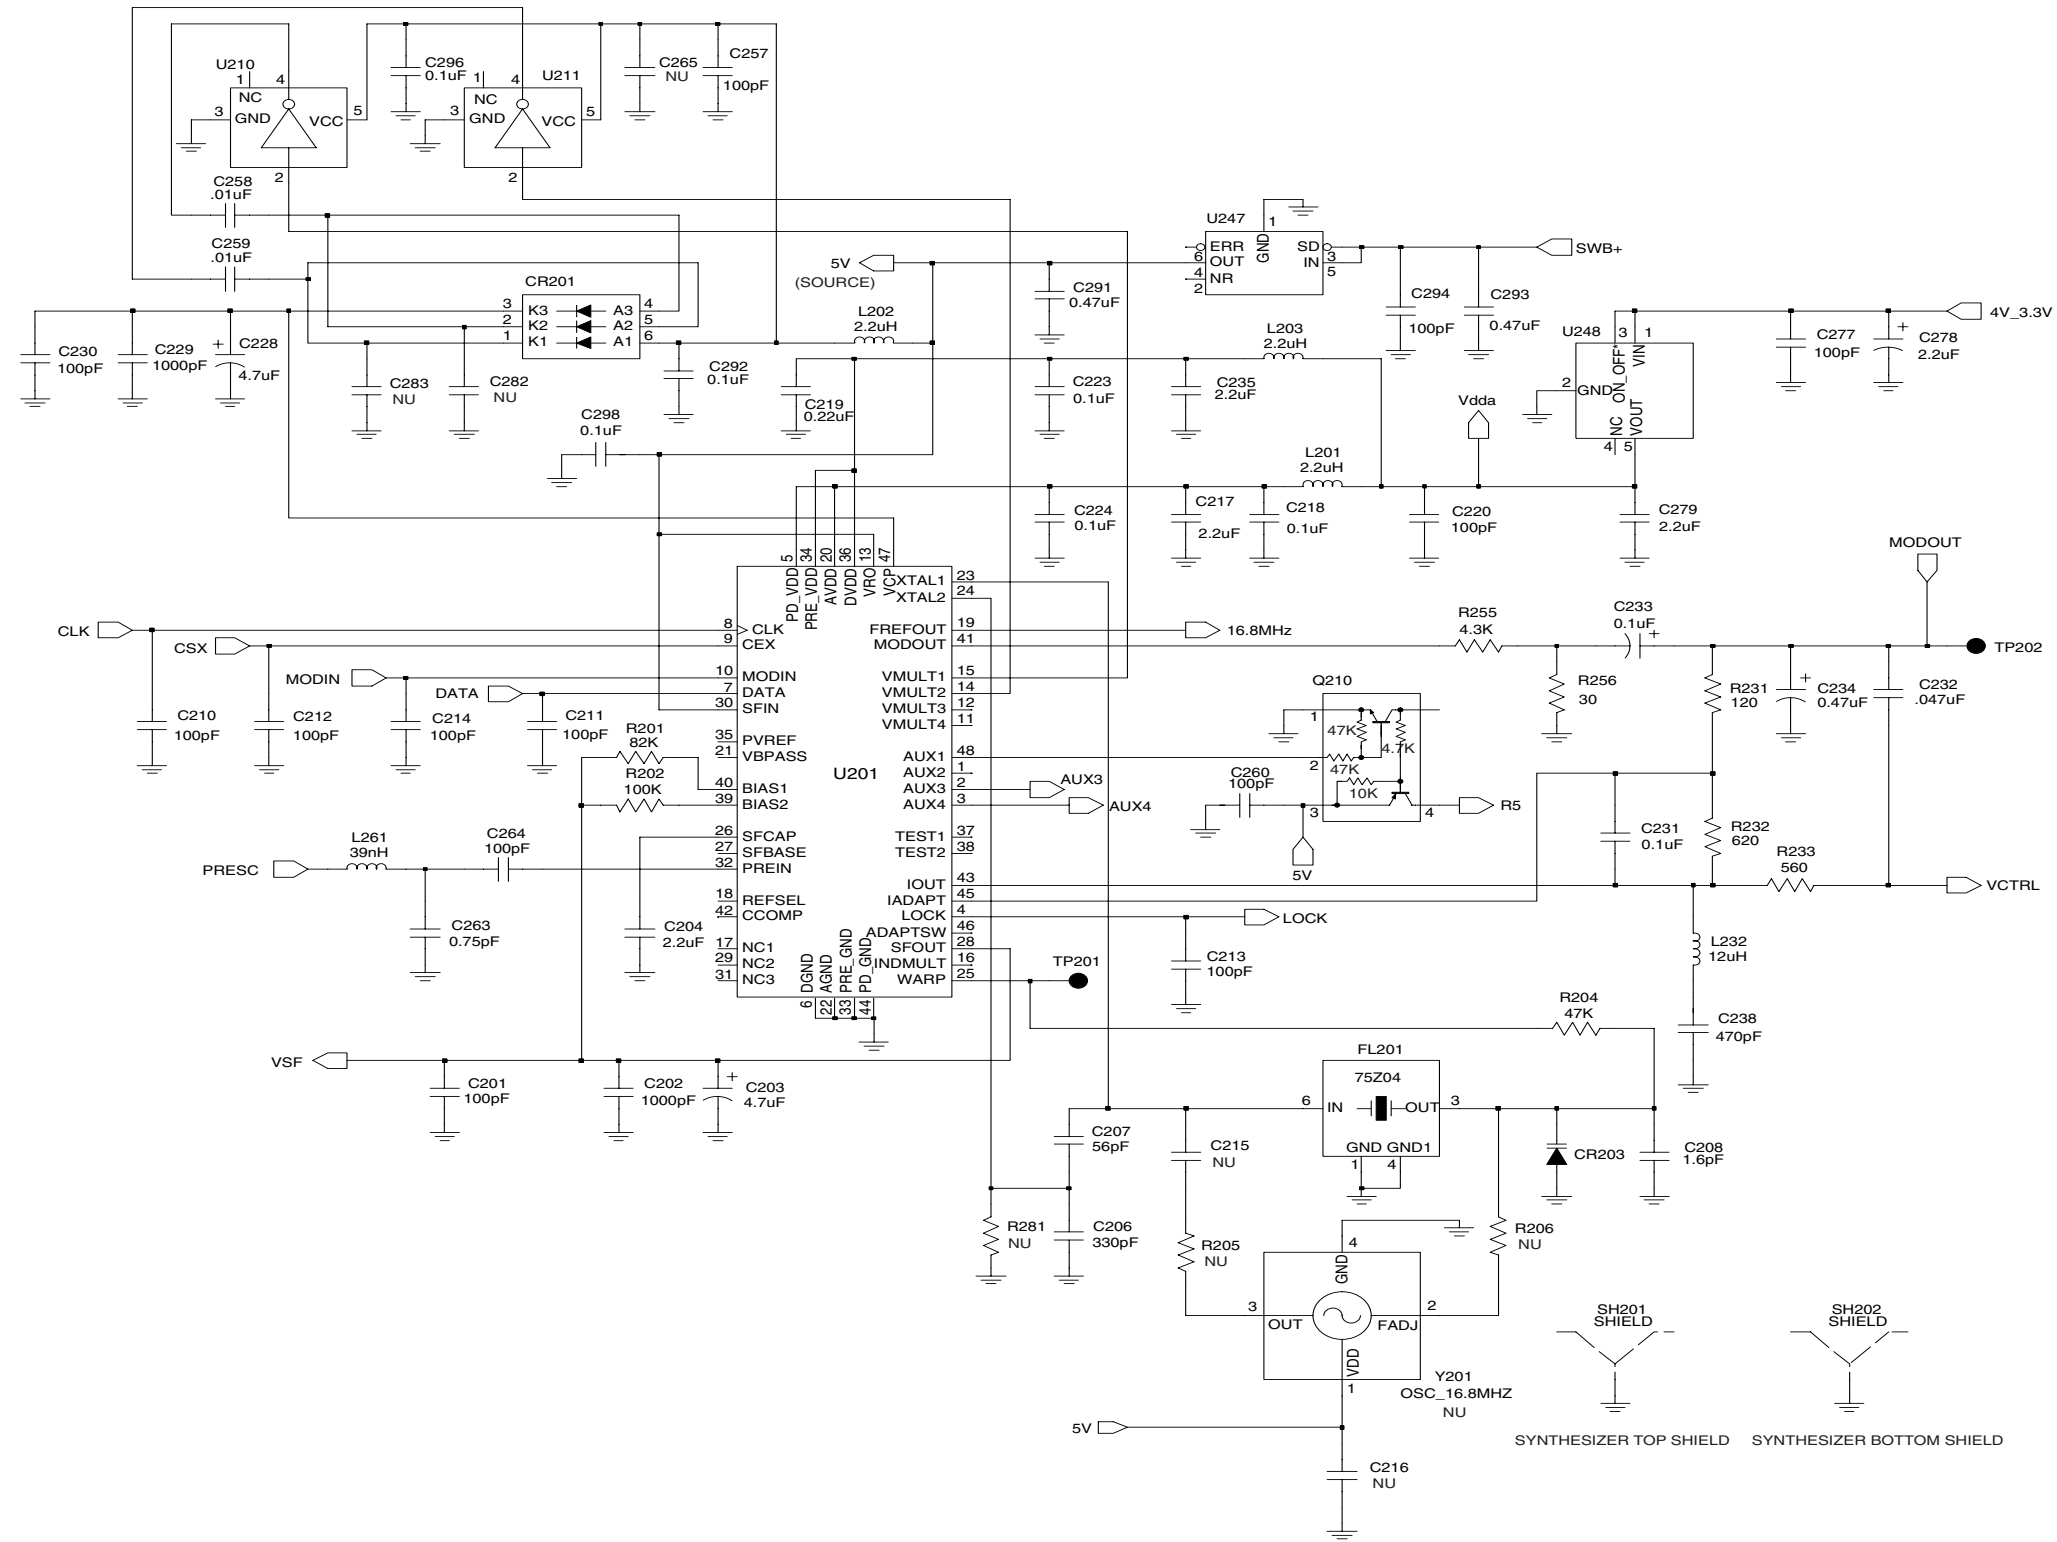 U210
1
4
NC
3
GND
VCC
5
2
C296
0.1uF
1
4
U211
NC
3
GND
VCC
5
2
C265
NU
C257
100pF
C258
.01uF
C259
.01uF
CR201
3
K3
A3
4
2
K2
A2
5
1
K1
A1
6
C230
100pF
C229
1000pF
+
C228
4.7uF
C283
NU
C282
NU
C292
0.1uF
C298
0.1uF
5V
(SOURCE)
L202
2.2uH
C219
0.22uF
C291
0.47uF
C223
0.1uF
C235
2.2uF
L203
2.2uH
U247
1
GND
ERR
SD
6
OUT
IN
3
4
NR
5
2
SWB+
C294
100pF
C293
0.47uF
U248
3
1
ON_OFF*
VIN
2
GND
NC
VOUT
4
5
4V_3.3V
C277
100pF
+
C278
2.2uF
Vdda
L201
2.2uH
C224
0.1uF
C217
2.2uF
C218
0.1uF
C220
100pF
C279
2.2uF
MODOUT
5
34
20
36
13
47
PD_VDD
PRE_VDD
AVDD
DVDD
VRO
VCP
XTAL1
23
XTAL2
24
CLK
8
CLK
FREFOUT
19
16.8MHz
CSX
9
CEX
MODOUT
41
R255
4.3K
C233
0.1uF
+
TP202
MODIN
10
MODIN
VMULT1
15
DATA
7
DATA
VMULT2
14
30
SFIN
VMULT3
12
VMULT4
11
C210
100pF
C212
100pF
C214
100pF
C211
100pF
R201
82K
R202
100K
35
PVREF
21
VBPASS
AUX1
48
U201
AUX2
1
40
BIAS1
AUX3
2
AUX3
39
BIAS2
AUX4
3
AUX4
Q210
1
47K
4.7K
2
47K
10K
3
4
R5
C260
100pF
5V
R256
30
R231
120
+
C234
0.47uF
C232
.047uF
C231
0.1uF
R232
620
R233
560
VCTRL
26
SFCAP
TEST1
37
27
SFBASE
TEST2
38
PRESC
L261
39nH
C264
100pF
32
PREIN
IOUT
43
18
REFSEL
IADAPT
45
42
CCOMP
LOCK
4
LOCK
ADAPTSW
46
17
NC1
SFOUT
28
29
NC2
INDMULT
16
31
NC3
WARP
25
DGND
AGND
PRE_GND
PD_GND
6
22
33
44
C263
0.75pF
C204
2.2uF
TP201
C213
100pF
L232
12uH
C238
470pF
R204
47K
VSF
C201
100pF
C202
1000pF
+
C203
4.7uF
FL201
75Z04
6
IN
OUT
3
GND
GND1
1
4
C207
56pF
C215
NU
CR203
C208
1.6pF
R281
NU
C206
330pF
R205
NU
R206
NU
4
GND
3
OUT
FADJ
2
VDD
1
Y201
OSC_16.8MHZ
NU
5V
C216
NU
SH201
SHIELD
SH202
SHIELD
SYNTHESIZER TOP SHIELD
SYNTHESIZER BOTTOM SHIELD